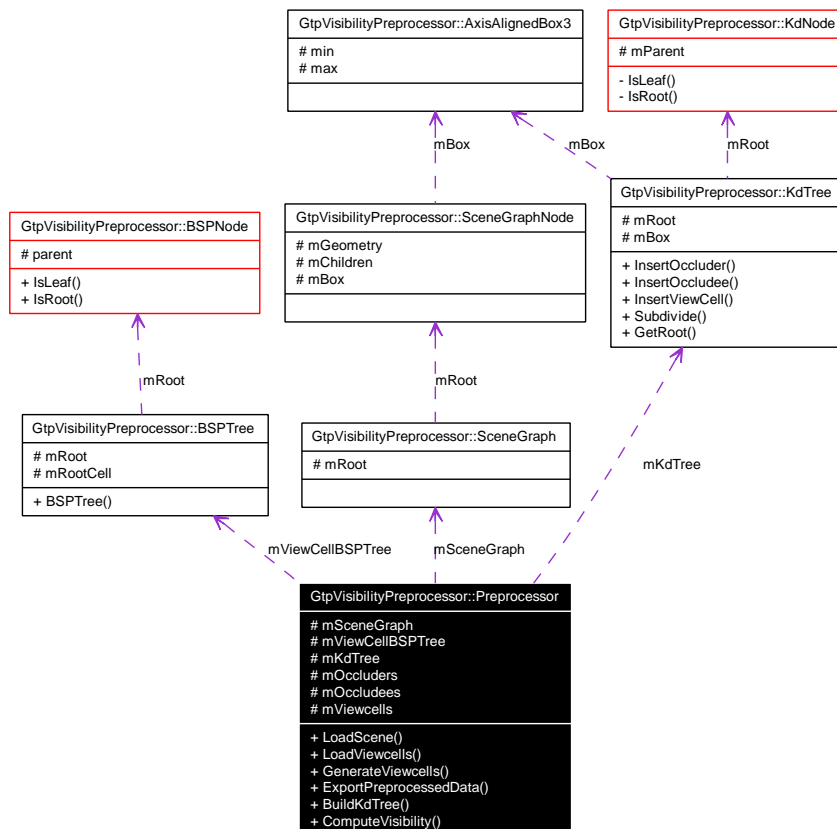 GtpVisibilityPreprocessor::AxisAlignedBox3
# min
# max
GtpVisibilityPreprocessor::KdNode
# mParent
- IsLeaf()
- IsRoot()
mBox
mBox
mRoot
GtpVisibilityPreprocessor::KdTree
# mRoot
# mBox
+ InsertOccluder()
+ InsertOccludee()
+ InsertViewCell()
+ Subdivide()
+ GetRoot()
GtpVisibilityPreprocessor::SceneGraphNode
# mGeometry
# mChildren
# mBox
GtpVisibilityPreprocessor::BSPNode
# parent
+ IsLeaf()
+ IsRoot()
mRoot
mRoot
GtpVisibilityPreprocessor::BSPTree
# mRoot
# mRootCell
+ BSPTree()
GtpVisibilityPreprocessor::SceneGraph
# mRoot
mKdTree
mViewCellBSPTree
mSceneGraph
GtpVisibilityPreprocessor::Preprocessor
# mSceneGraph
# mViewCellBSPTree
# mKdTree
# mOccluders
# mOccludees
# mViewcells
+ LoadScene()
+ LoadViewcells()
+ GenerateViewcells()
+ ExportPreprocessedData()
+ BuildKdTree()
+ ComputeVisibility()